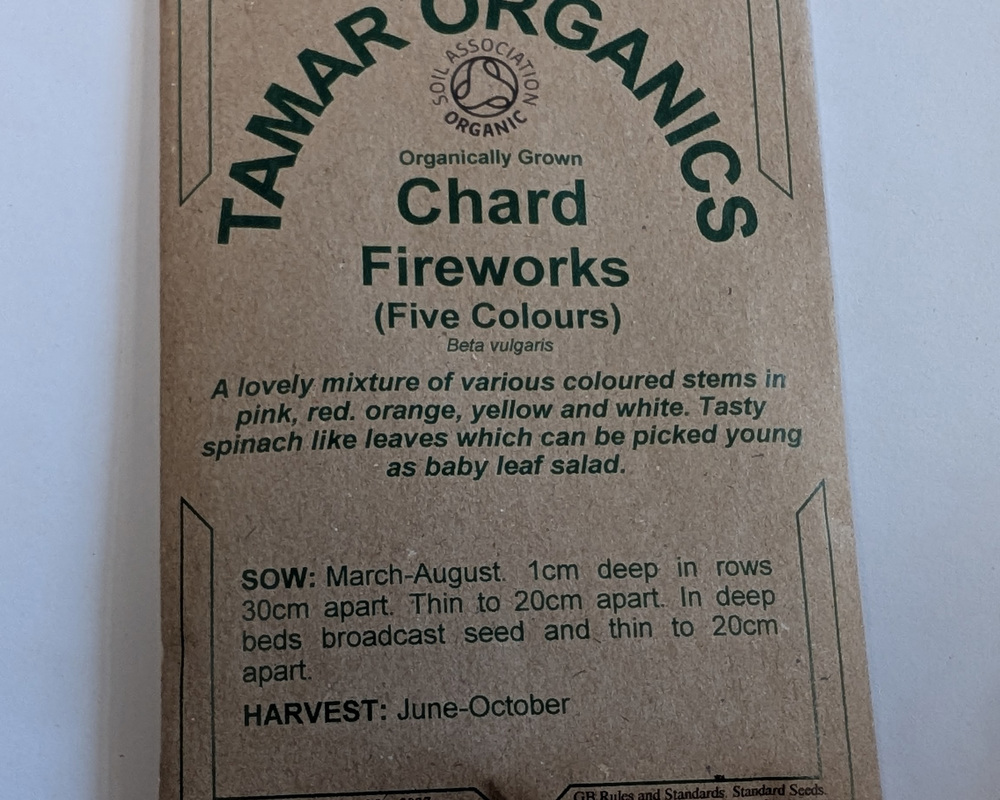 TAMAR ORGANICS
SOIL ASSOCIATION
ORGANIC
Organically Grown
Chard
Fireworks
(Five Colours)
Beta vulgaris
A lovely mixture of various coloured stems in
pink, red. orange, yellow and white. Tasty
spinach like leaves which can be picked young
as baby leaf salad.
SOW: March-August. 1cm deep in rows
30cm apart. Thin to 20cm apart. In deep
beds broadcast seed and thin to 20cm
apart.
HARVEST: June-October
GB Rules and Standards. Standard Seeds.